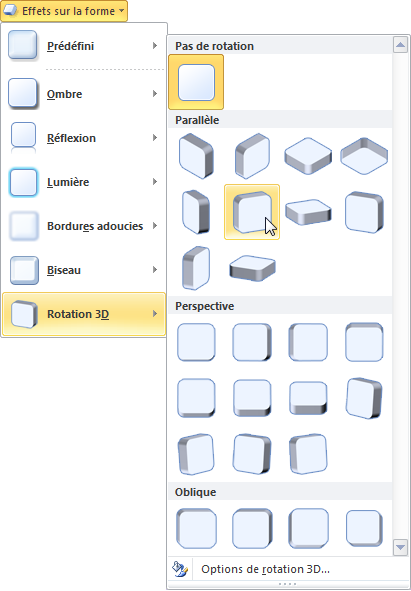 Effets sur la forme
Prédéfini
Ombre
Réflexion
Lumière
Bordures adoucies
Biseau
Rotation 3D
Pas de rotation
Parallèle
Perspective
Oblique
Options de rotation 3D...